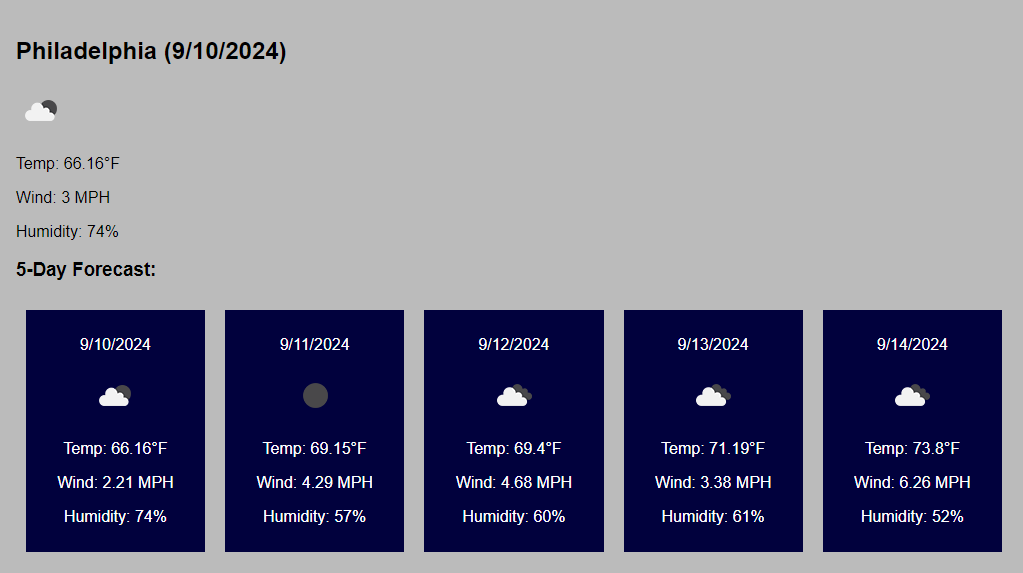 Philadelphia (9/10/2024)
Temp: 66.16°F
Wind: 3 MPH
Humidity: 74%
5-Day Forecast:
9/10/2024
Temp: 66.16°F
Wind: 2.21 MPH
Humidity: 74%
9/11/2024
Temp: 69.15°F
Wind: 4.29 MPH
Humidity: 57%
9/12/2024
Temp: 69.4°F
Wind: 4.68 MPH
Humidity: 60%
9/13/2024
Temp: 71.19°F
Wind: 3.38 MPH
Humidity: 61%
9/14/2024
Temp: 73.8°F
Wind: 6.26 MPH
Humidity: 52%